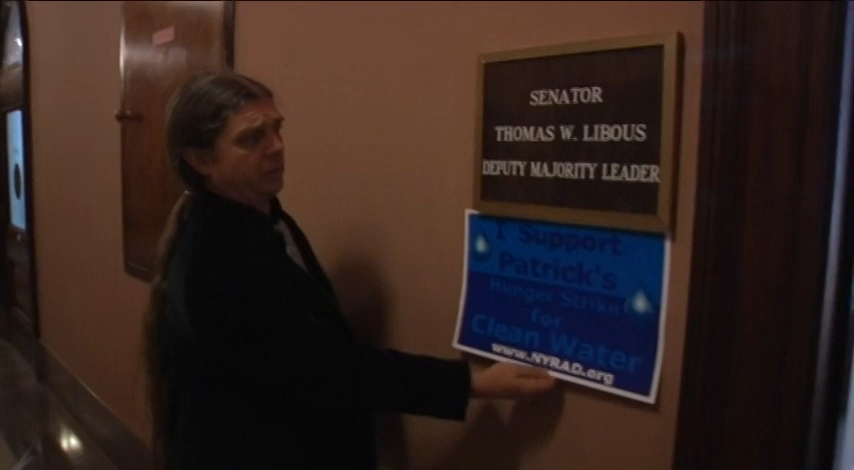 SENATOR
THOMAS W. LIBOUS
DEPUTY MAJORITY LEADER
I Support
Patrick's
Hunger Strike
for
Clean Water
www.NYRAD.org